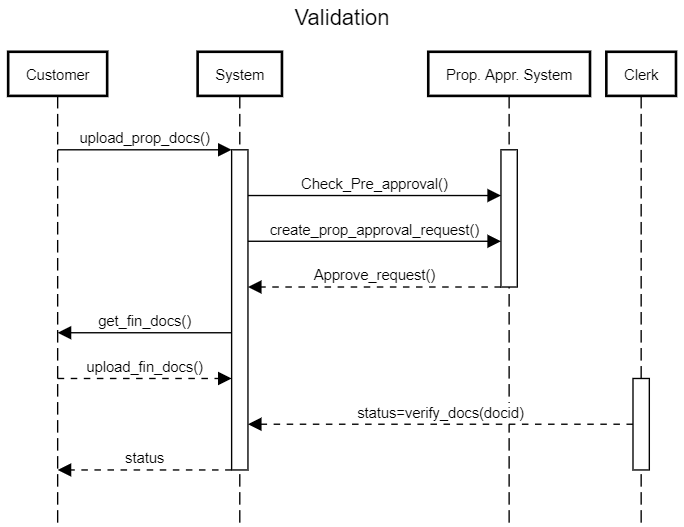 Validation
Customer
System
Prop. Appr. System
Clerk
upload_prop_docs()
Check_Pre_approval()
create_prop_approval_request()
Approve_request()
get_fin_docs()
upload_fin_docs()
status=verify_docs(docid)
status